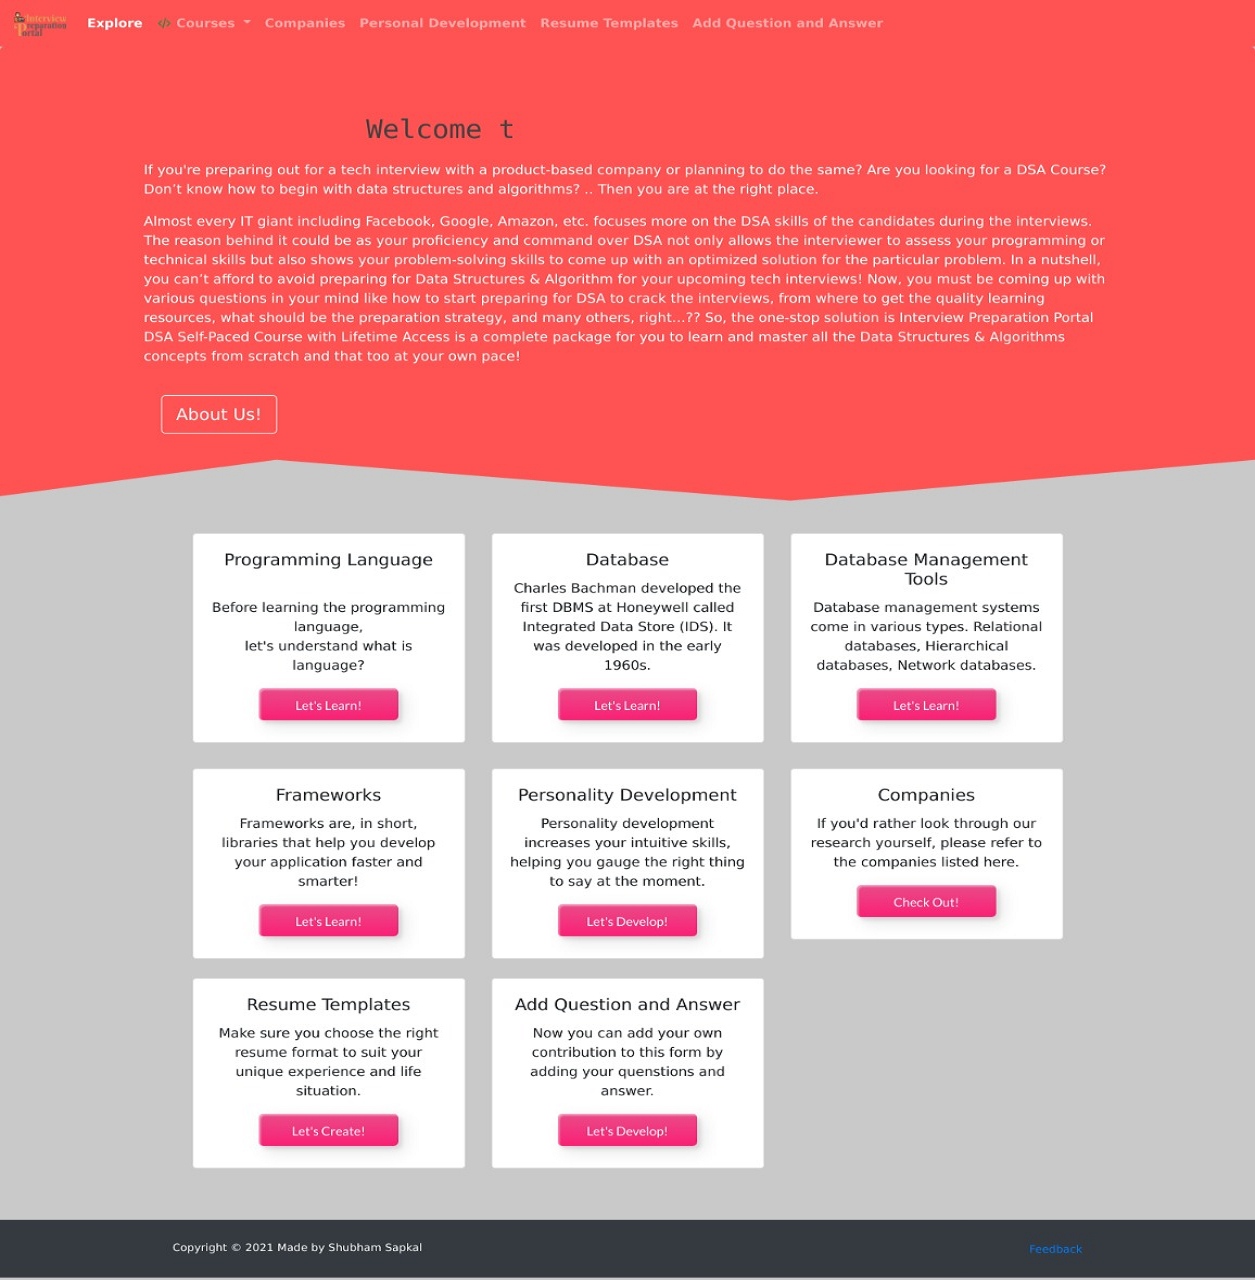 Interview
Preparation
Portal
Explore
Courses
Companies
Personal Development
Resume Templates
Add Question and Answer
Welcome t
If you're preparing out for a tech interview with a product-based company or planning to do the same? Are you looking for a DSA Course?
Don’t know how to begin with data structures and algorithms? .. Then you are at the right place.
Almost every IT giant including Facebook, Google, Amazon, etc. focuses more on the DSA skills of the candidates during the interviews.
The reason behind it could be as your proficiency and command over DSA not only allows the interviewer to assess your programming or
technical skills but also shows your problem-solving skills to come up with an optimized solution for the particular problem. In a nutshell,
you can’t afford to avoid preparing for Data Structures & Algorithm for your upcoming tech interviews! Now, you must be coming up with
various questions in your mind like how to start preparing for DSA to crack the interviews, from where to get the quality learning
resources, what should be the preparation strategy, and many others, right…?? So, the one-stop solution is Interview Preparation Portal
DSA Self-Paced Course with Lifetime Access is a complete package for you to learn and master all the Data Structures & Algorithms
concepts from scratch and that too at your own pace!
About Us!
Programming Language
Before learning the programming
language,
let's understand what is
language?
Let's Learn!
Database
Charles Bachman developed the
first DBMS at Honeywell called
Integrated Data Store (IDS). It
was developed in the early
1960s.
Let's Learn!
Database Management
Tools
Database management systems
come in various types. Relational
databases, Hierarchical
databases, Network databases.
Let's Learn!
Frameworks
Frameworks are, in short,
libraries that help you develop
your application faster and
smarter!
Let's Learn!
Personality Development
Personality development
increases your intuitive skills,
helping you gauge the right thing
to say at the moment.
Let's Develop!
Companies
If you'd rather look through our
research yourself, please refer to
the companies listed here.
Check Out!
Resume Templates
Make sure you choose the right
resume format to suit your
unique experience and life
situation.
Let's Create!
Add Question and Answer
Now you can add your own
contribution to this form by
adding your quenstions and
answer.
Let's Develop!
Copyright © 2021 Made by Shubham Sapkal
Feedback